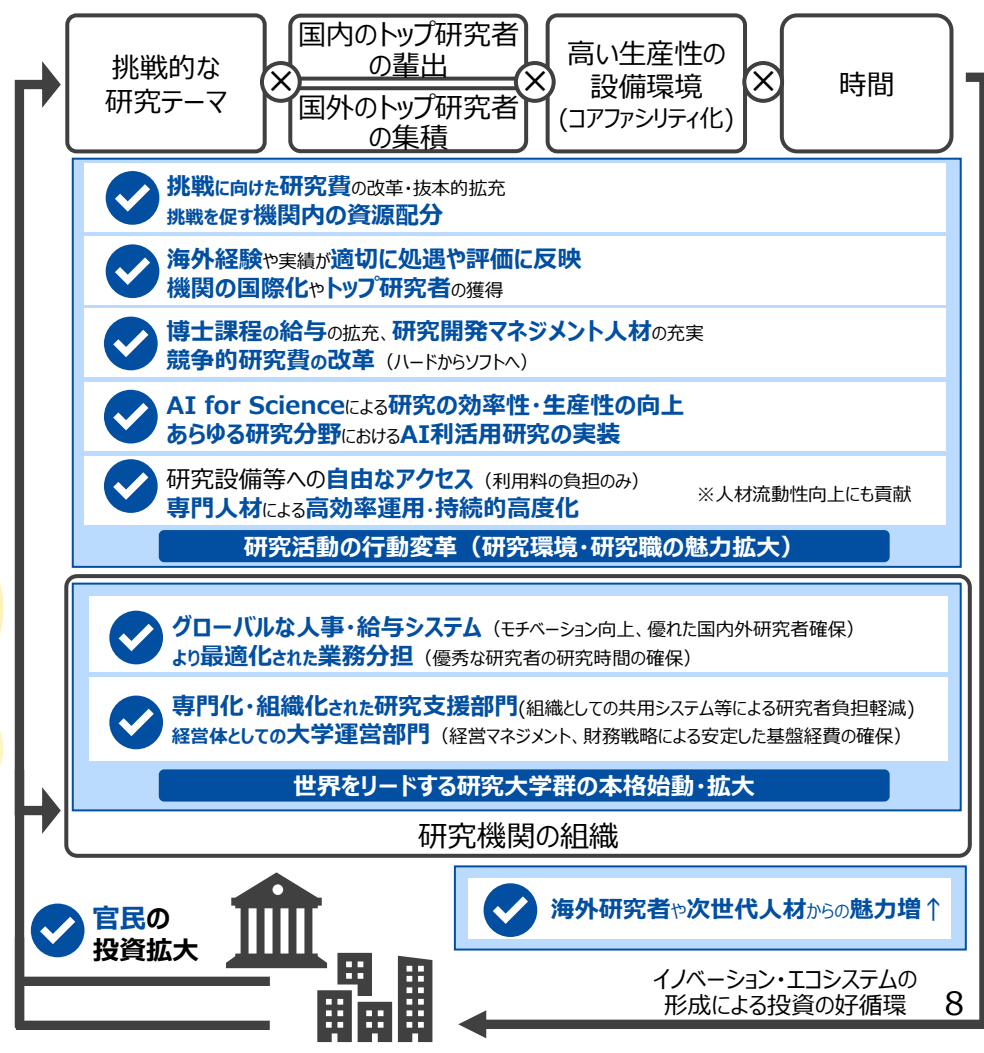 挑戦的な
研究テーマ
×
国内のトップ研究者
の輩出
国外のトップ研究者
の集積
×
高い生産性の
設備環境
(コアファシリティ化)
×
時間
挑戦に向けた研究費の改革・抜本的拡充
挑戦を促す機関内の資源配分
海外経験や実績が適切に処遇や評価に反映
機関の国際化やトップ研究者の獲得
博士課程の給与の拡充、研究開発マネジメント人材の充実
競争的研究費の改革（ハードからソフトへ）
AI for Scienceによる研究の効率性・生産性の向上
あらゆる研究分野におけるAI利活用研究の実装
研究設備等への自由なアクセス（利用料の負担のみ）
専門人材による高効率運用・持続的高度化
※人材流動性向上にも貢献
研究活動の行動変革（研究環境・研究職の魅力拡大）
グローバルな人事・給与システム（モチベーション向上、優れた国内外研究者確保）
より最適化された業務分担（優秀な研究者の研究時間の確保）
専門化・組織化された研究支援部門(組織としての共用システム等による研究者負担軽減)
経営体としての大学運営部門（経営マネジメント、財務戦略による安定した基盤経費の確保）
世界をリードする研究大学群の本格始動・拡大
研究機関の組織
官民の
投資拡大
海外研究者や次世代人材からの魅力増↑
イノベーション・エコシステムの
形成による投資の好循環
8